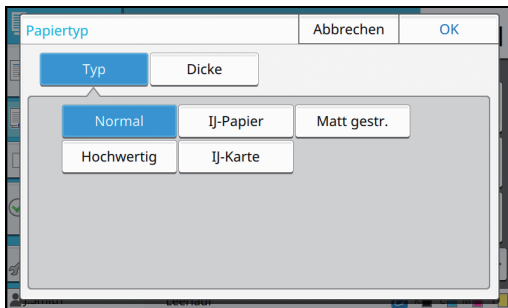 Papiertyp Abbrechen OK
Typ Dicke
Normal IJ-Papier Matt gestr.
Hochwertig IJ-Karte